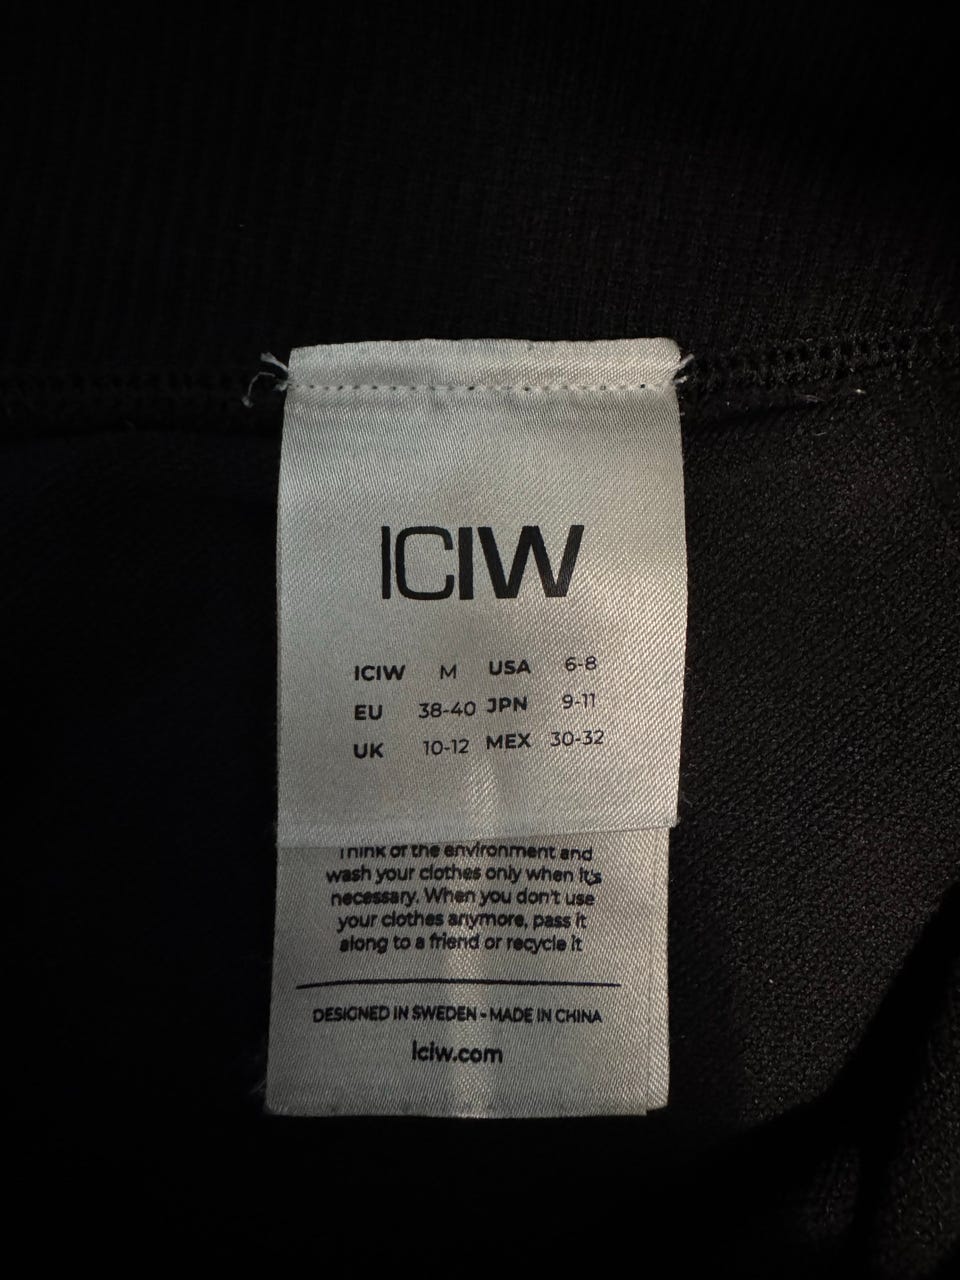 ICIW
ICIW M USA 6-8
EU 38-40 JPN 9-11
UK 10-12 MEX 30-32
Think of the environment and
wash your clothes only when it's
necessary. When you don't use
your clothes anymore, pass it
along to a friend or recycle it
DESIGNED IN SWEDEN - MADE IN CHINA
iciw.com